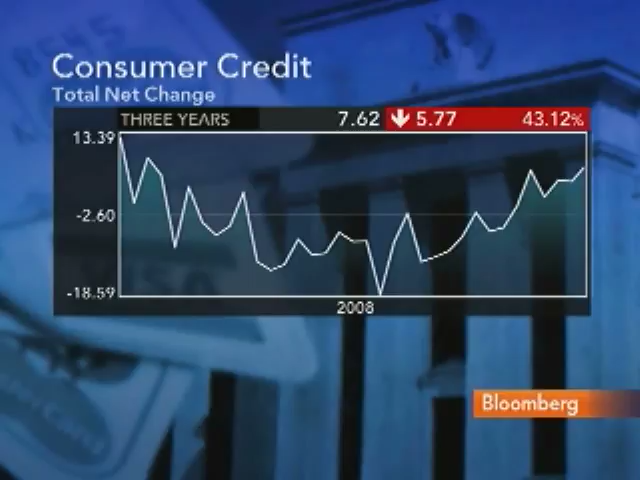 Consumer Credit
Total Net Change
THREE YEARS 7.62 5.77 43.12%
13.39
-2.60
-18.59
2008
Bloomberg